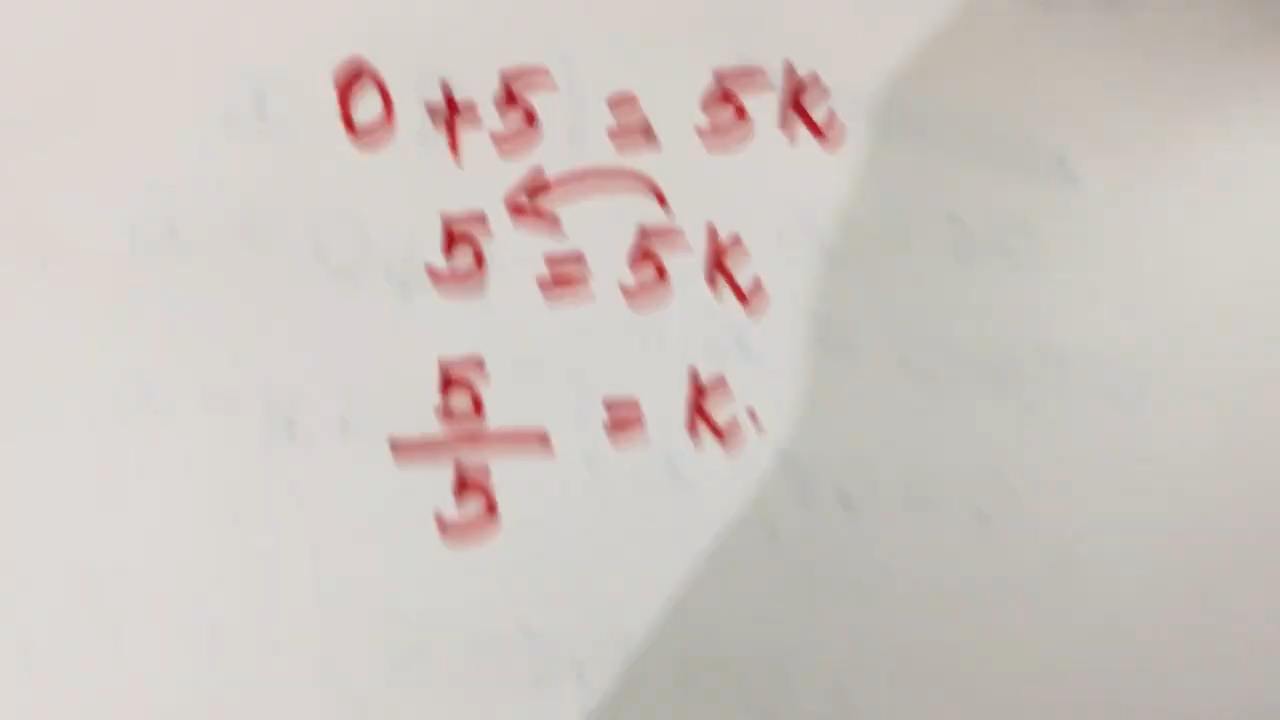 0 + 5 = 5K
5 = 5K
5/5 = K